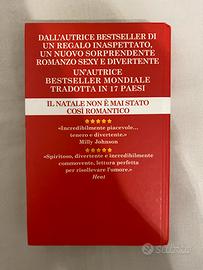 DALL'AUTRICE BESTSELLER DI
UN REGALO INASPETTATO,
UN NUOVO SORPRENDENTE
ROMANZO SEXY E DIVERTENTE
UN'AUTRICE
BESTSELLER MONDIALE
TRADOTTA IN 17 PAESI
IL NATALE NON È MAI STATO
COSÌ ROMANTICO
★★★★★
«Incredibilmente piacevole...
tenero e divertente.»
Milly Johnson
★★★★★
«Spiritoso, divertente e incredibilmente
commovente, lettura perfetta
per risollevare l'umore.»
Heat
subito